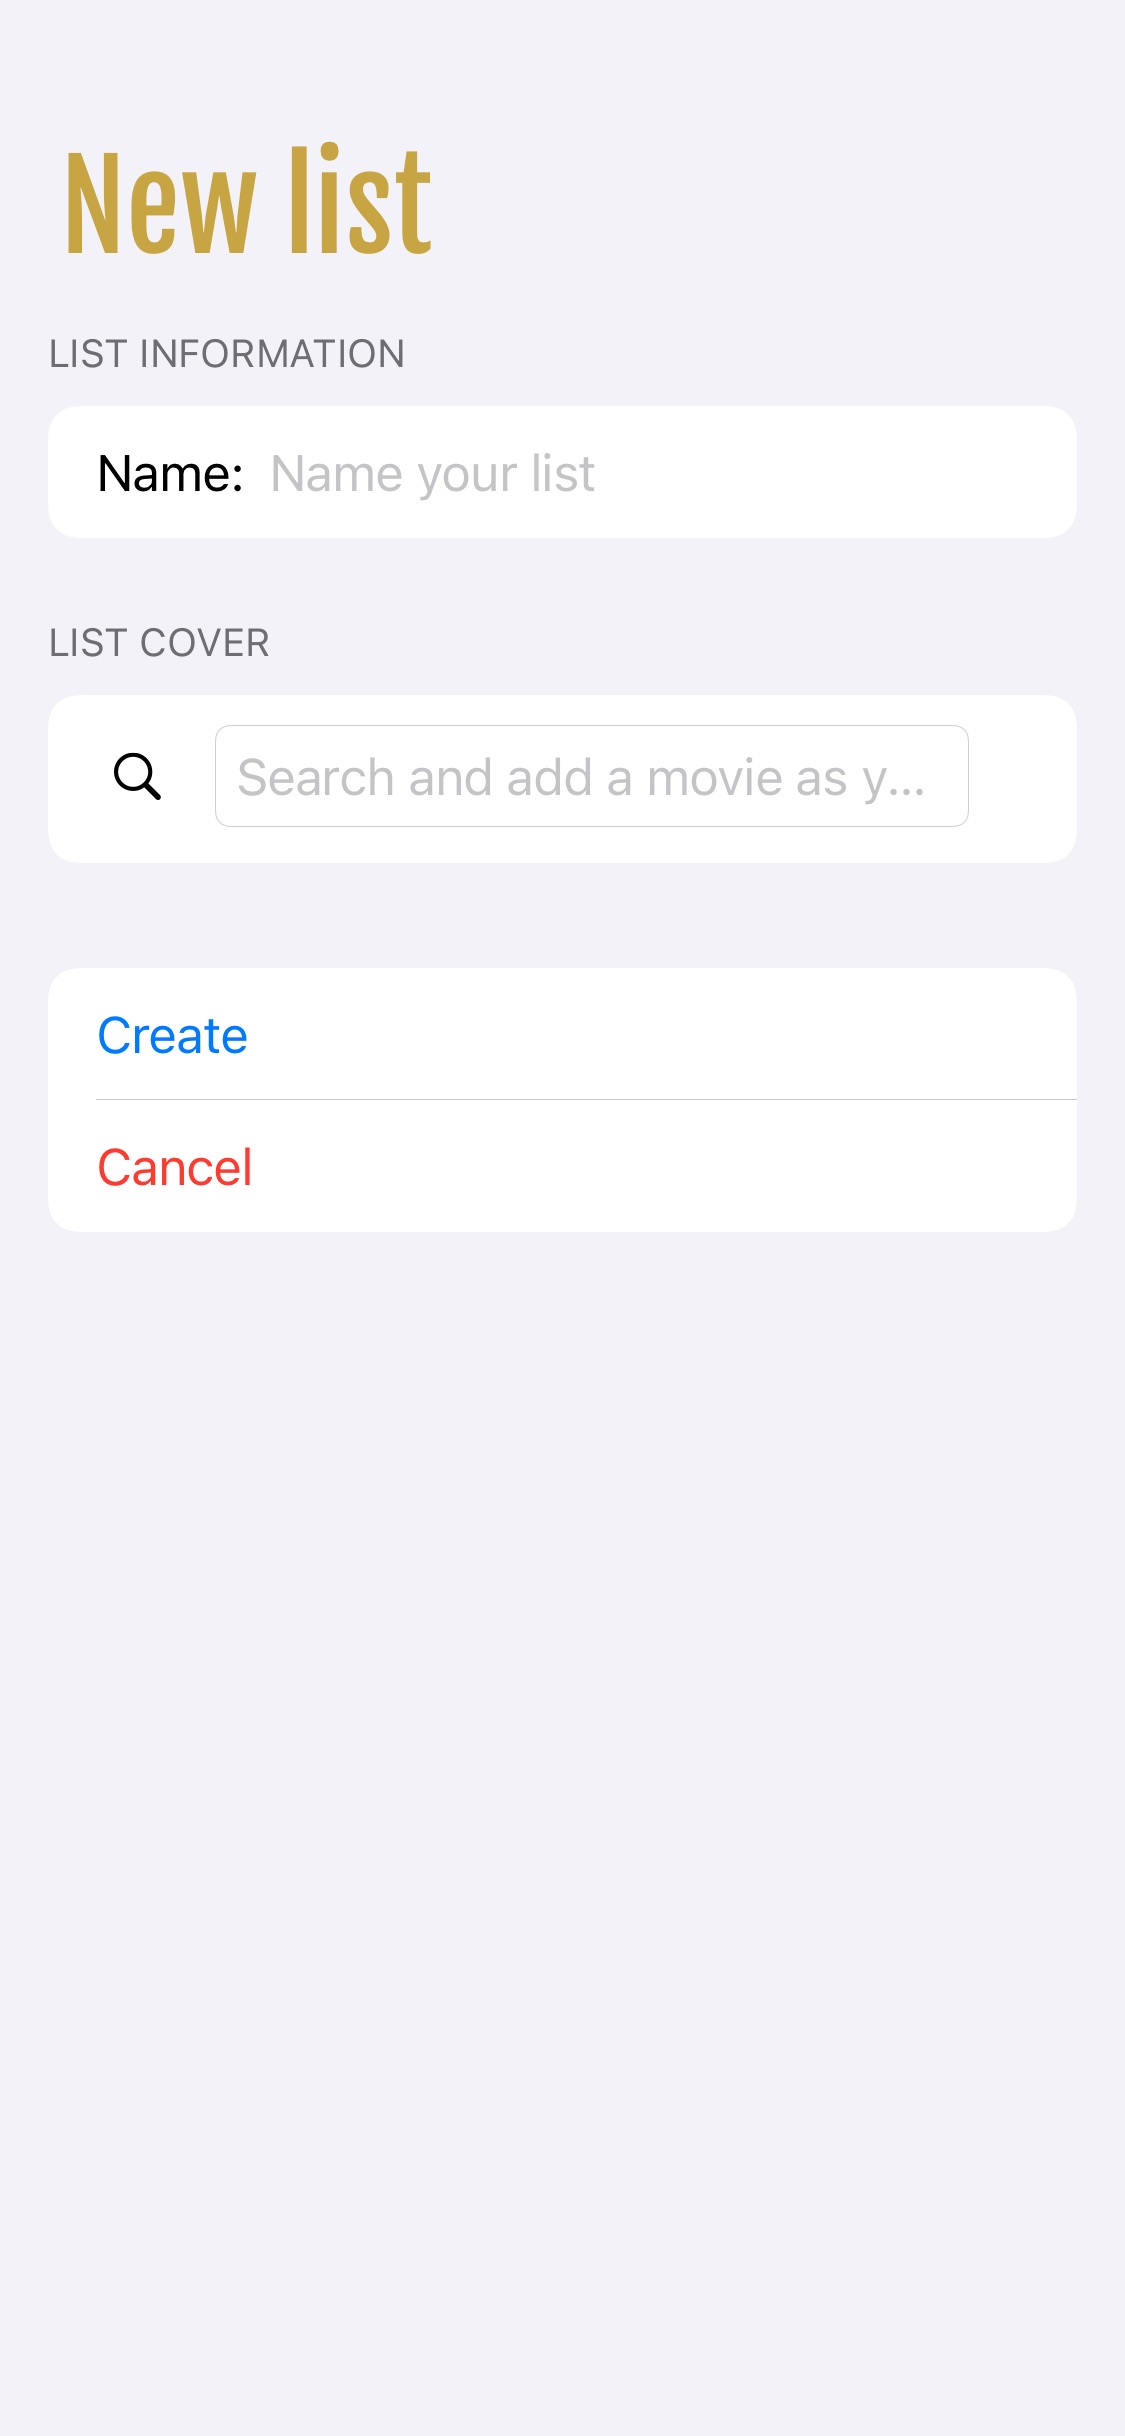 New list
LIST INFORMATION
Name: Name your list
LIST COVER
Search and add a movie as y...
Create
Cancel